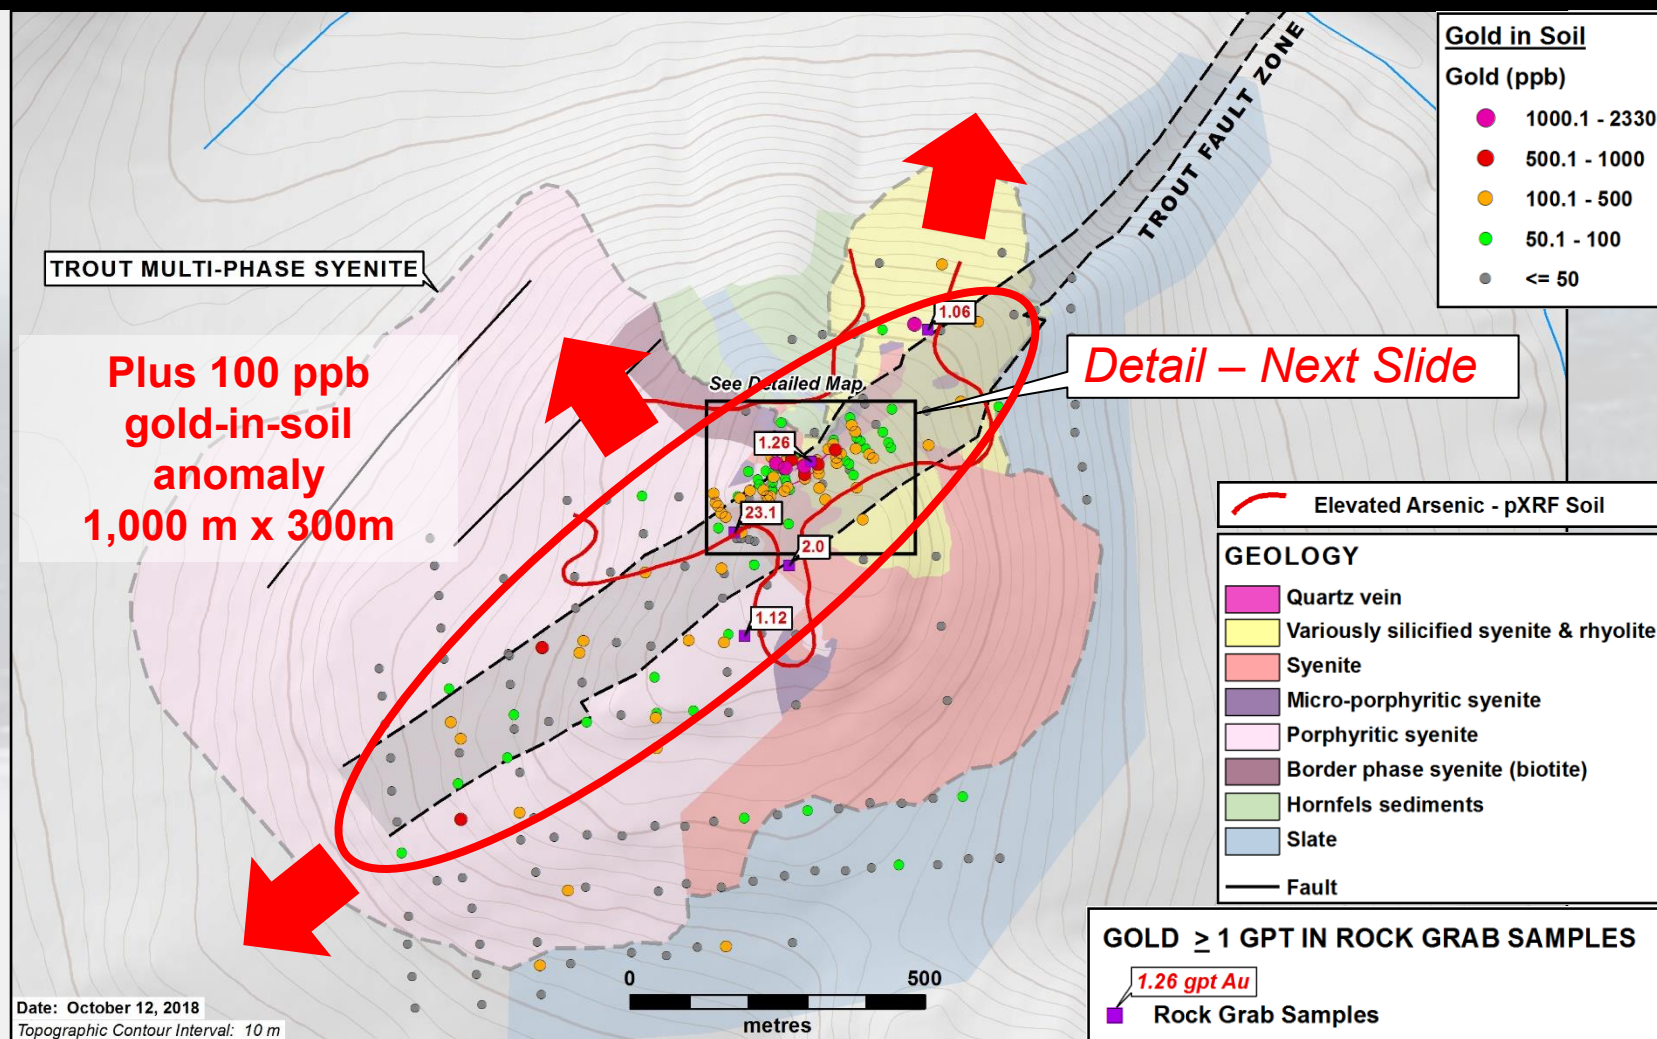 Gold in Soil
Gold (ppb)
1000.1 - 2330
500.1 - 1000
100.1 - 500
50.1 - 100
<= 50
TROUT FAULT ZONE
TROUT MULTI-PHASE SYENITE
Plus 100 ppb
gold-in-soil
anomaly
1,000 m x 300m
1.06
See Detailed Map
Detail – Next Slide
1.26
23.1
2.0
1.12
Elevated Arsenic - pXRF Soil
GEOLOGY
Quartz vein
Variously silicified syenite & rhyolite
Syenite
Micro-porphyritic syenite
Porphyritic syenite
Border phase syenite (biotite)
Hornfels sediments
Slate
Fault
GOLD ≥ 1 GPT IN ROCK GRAB SAMPLES
1.26 gpt Au
Rock Grab Samples
0 500
metres
Date: October 12, 2018
Topographic Contour Interval: 10 m